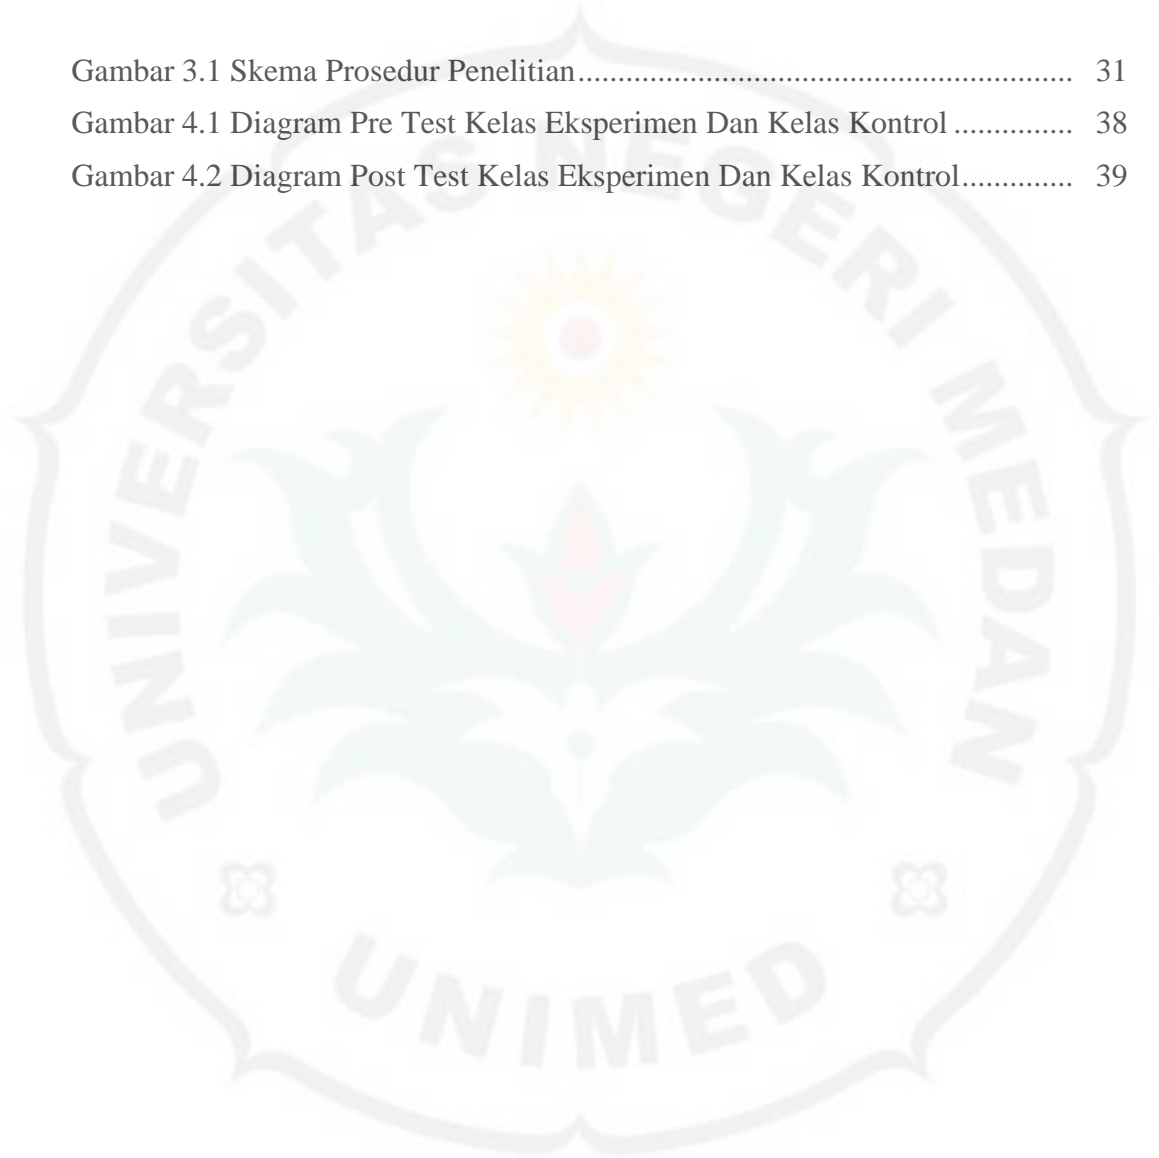 Gambar 3.1 Skema Prosedur Penelitian.............................................................. 31
Gambar 4.1 Diagram Pre Test Kelas Eksperimen Dan Kelas Kontrol ............... 38
Gambar 4.2 Diagram Post Test Kelas Eksperimen Dan Kelas Kontrol.............. 39
UNIVERSITAS NEGERI MEDAN
UNIMED